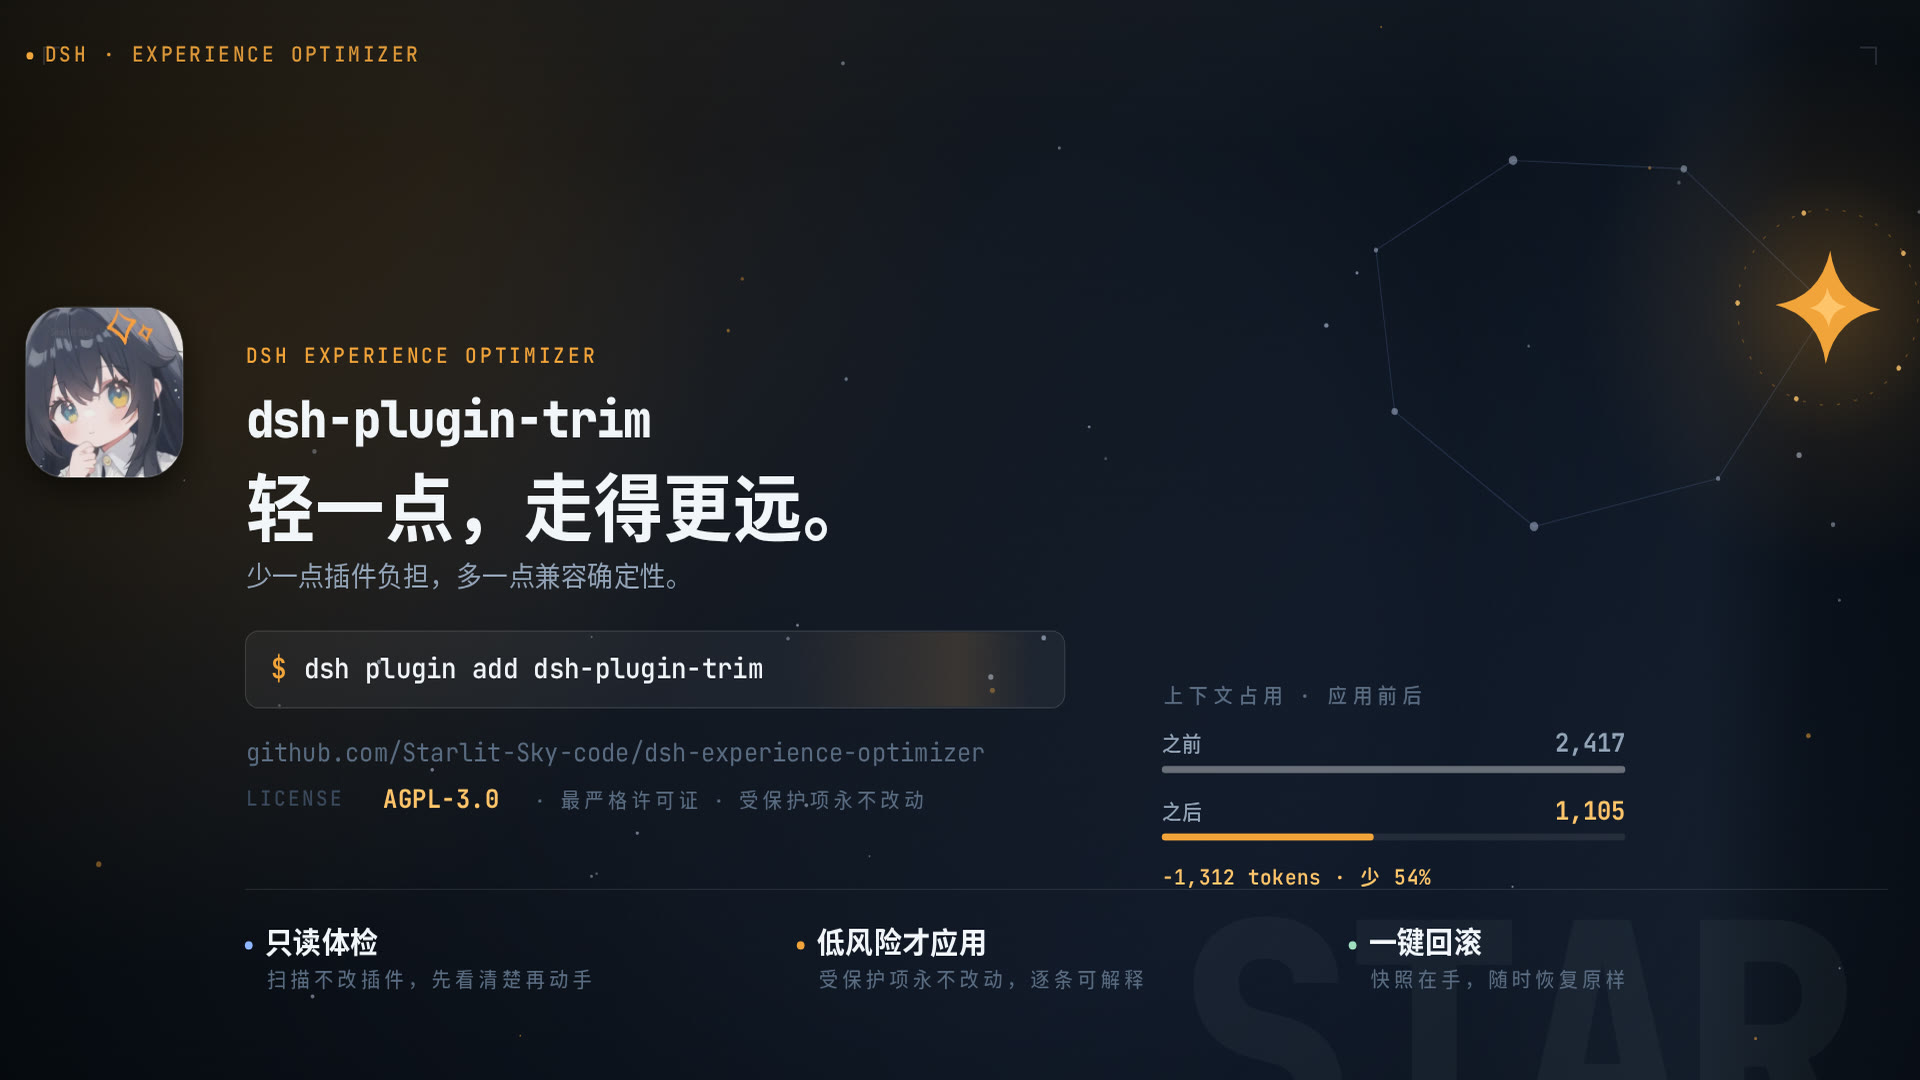 DSH · EXPERIENCE OPTIMIZER
DSH EXPERIENCE OPTIMIZER
dsh-plugin-trim
轻一点，走得更远。
少一点插件负担，多一点兼容确定性。
$ dsh plugin add dsh-plugin-trim
github.com/Starlit-Sky-code/dsh-experience-optimizer
LICENSE AGPL-3.0 · 最严格许可证 · 受保护项永不改动
上下文占用 · 应用前后
之前 2,417
之后 1,105
-1,312 tokens · 少 54%
只读体检
扫描不改插件，先看清楚再动手
低风险才应用
受保护项永不改动，逐条可解释
一键回滚
快照在手，随时恢复原样
STAR